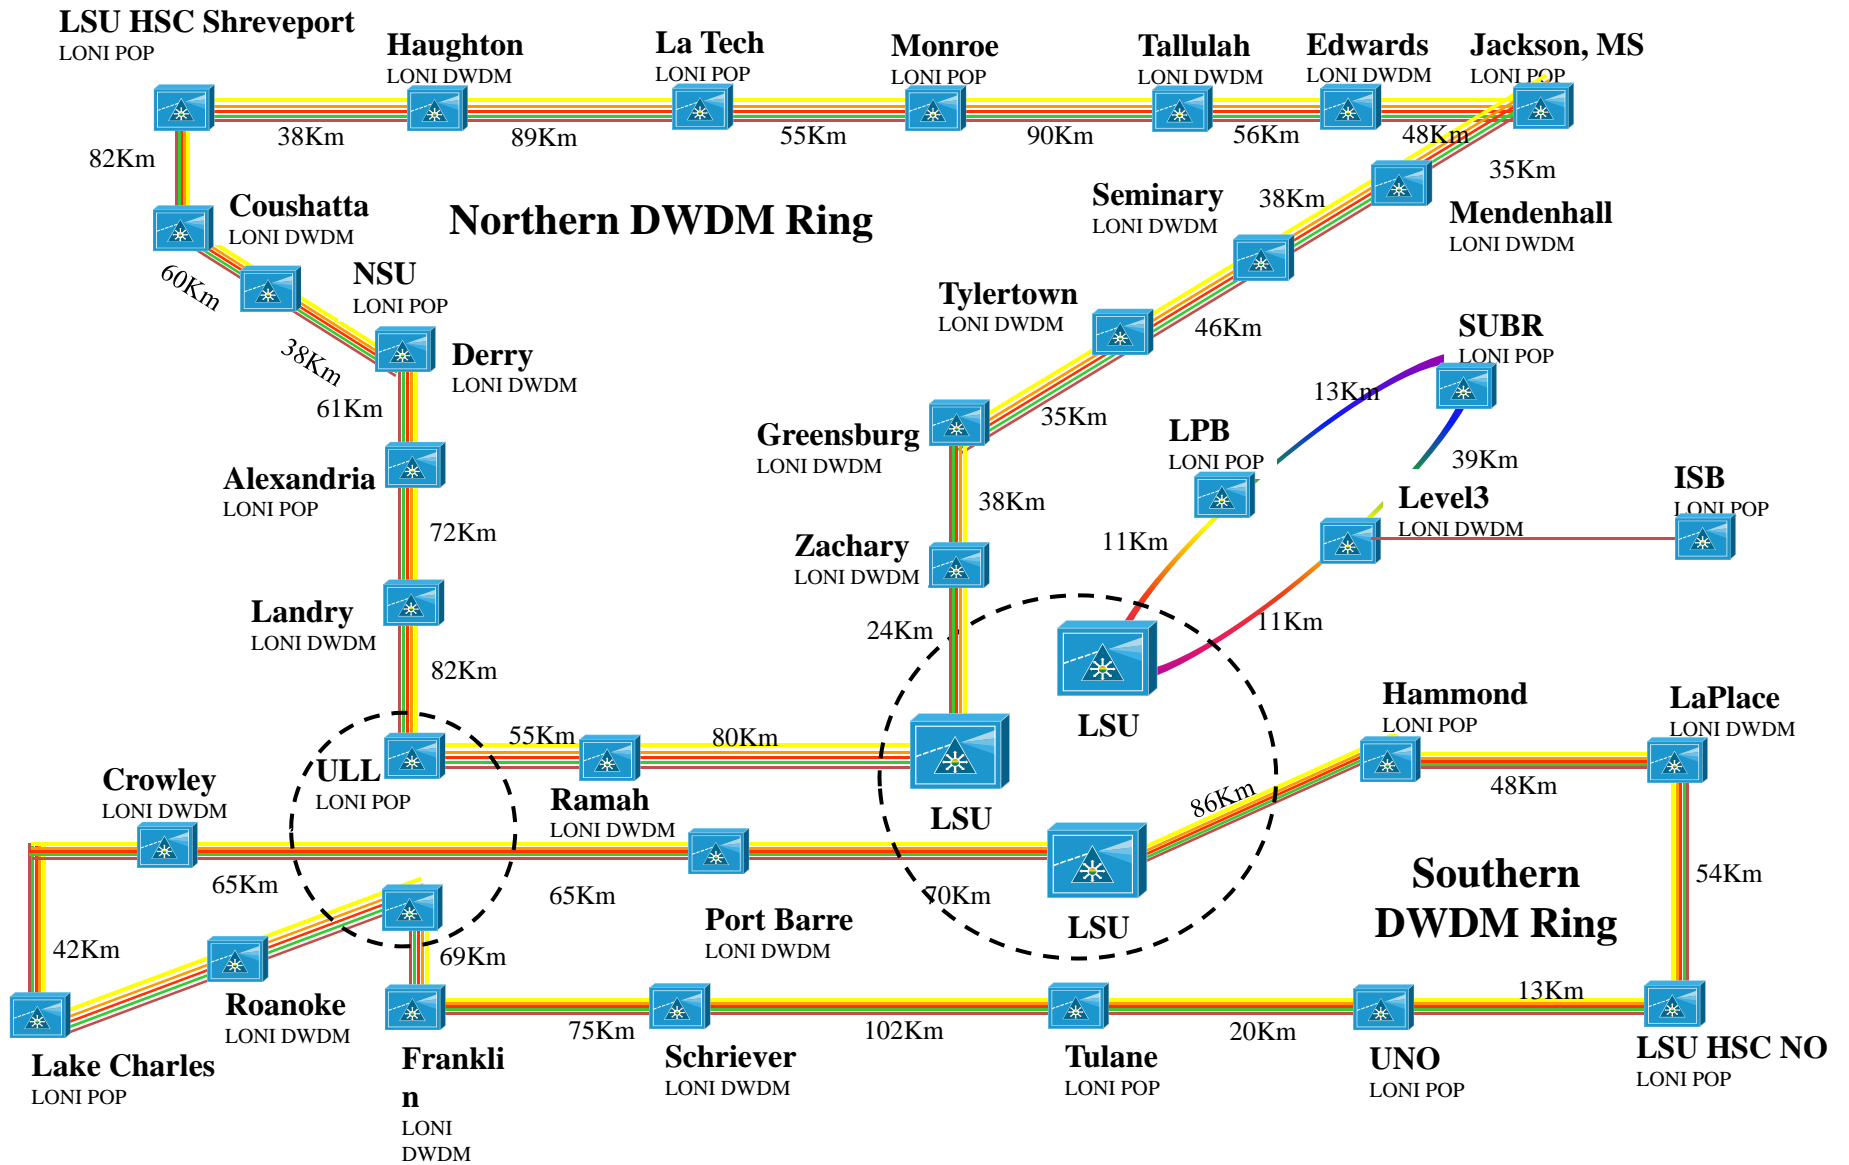 LSU HSC Shreveport
LONI POP
Haughton
LONI DWDM
La Tech
LONI POP
Monroe
LONI POP
Tallulah
LONI DWDM
Edwards
LONI DWDM
Jackson, MS
LONI POP
38Km
89Km
55Km
90Km
56Km
48Km
82Km
35Km
Coushatta
LONI DWDM
Northern DWDM Ring
Seminary
LONI DWDM
38Km
Mendenhall
LONI DWDM
60Km
NSU
LONI POP
Tylertown
LONI DWDM
46Km
38Km
Derry
LONI DWDM
61Km
SUBR
LONI POP
13Km
35Km
Greensburg
LONI DWDM
LPB
LONI POP
39Km
Alexandria
LONI POP
38Km
Level3
LONI DWDM
ISB
LONI POP
72Km
Zachary
LONI DWDM
11Km
Landry
LONI DWDM
24Km
11Km
82Km
LSU
Hammond
LONI POP
LaPlace
LONI DWDM
55Km
80Km
ULL
LONI POP
Crowley
LONI DWDM
Ramah
LONI DWDM
LSU
86Km
48Km
65Km
65Km
70Km
Southern
DWDM Ring
54Km
Port Barre
LONI DWDM
LSU
42Km
69Km
Roanoke
LONI DWDM
13Km
75Km
102Km
20Km
Lake Charles
LONI POP
Frankli
n
LONI
DWDM
Schriever
LONI DWDM
Tulane
LONI POP
UNO
LONI POP
LSU HSC NO
LONI POP